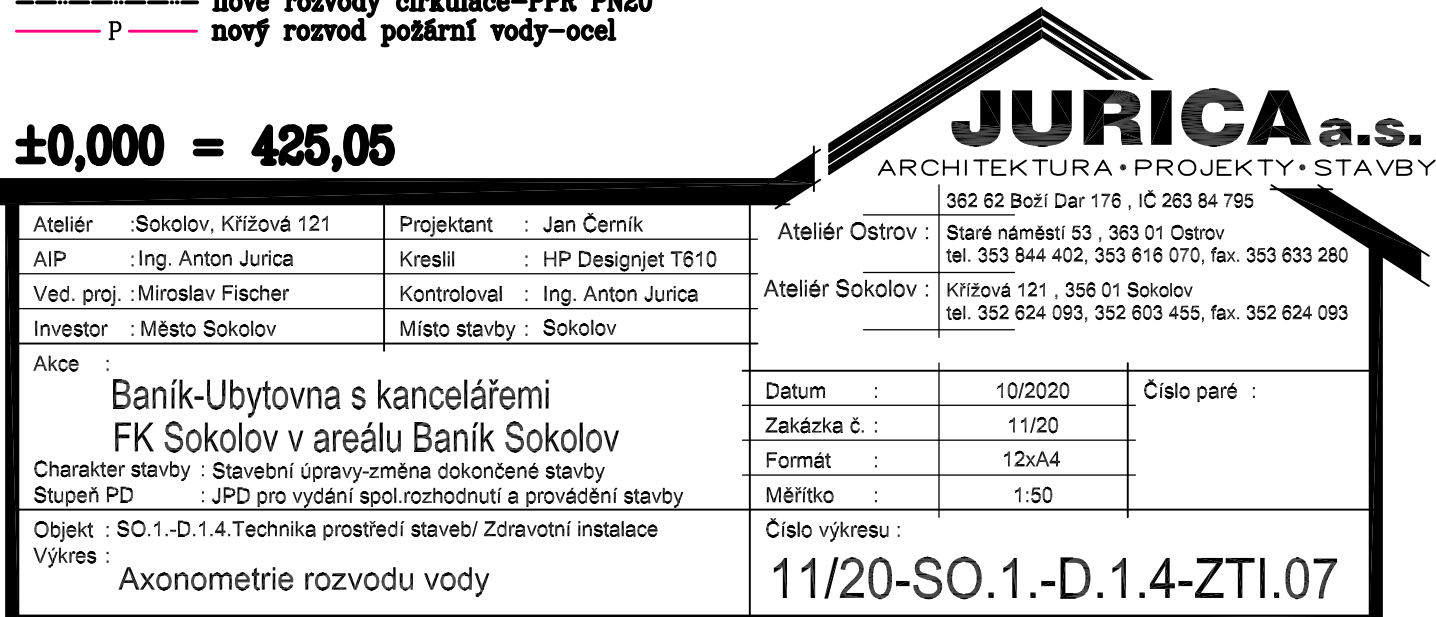 nové rozvody cirkulace-PPR PN20
P nový rozvod požární vody-ocel
±0,000 = 425,05
JURICA a.s.
ARCHITEKTURA • PROJEKTY • STAVBY
362 62 Boží Dar 176 , IČ 263 84 795
Ateliér Ostrov : Staré náměstí 53 , 363 01 Ostrov
tel. 353 844 402, 353 616 070, fax. 353 633 280
Ateliér Sokolov : Křížová 121 , 356 01 Sokolov
tel. 352 624 093, 352 603 455, fax. 352 624 093
Ateliér :Sokolov, Křížová 121 Projektant : Jan Černík
AIP :Ing. Anton Jurica Kreslil : HP Designjet T610
Ved. proj. :Miroslav Fischer Kontroloval : Ing. Anton Jurica
Investor : Město Sokolov Místo stavby : Sokolov
Akce :
Baník-Ubytovna s kancelářemi
FK Sokolov v areálu Baník Sokolov
Charakter stavby : Stavební úpravy-změna dokončené stavby
Stupeň PD : JPD pro vydání spol.rozhodnutí a provádění stavby
Datum : 10/2020 Číslo paré :
Zakázka č. : 11/20
Formát : 12xA4
Měřítko : 1:50
Objekt : SO.1.-D.1.4.Technika prostředí staveb/ Zdravotní instalace
Výkres :
Axonometrie rozvodu vody
Číslo výkresu :
11/20-SO.1.-D.1.4-ZTI.07